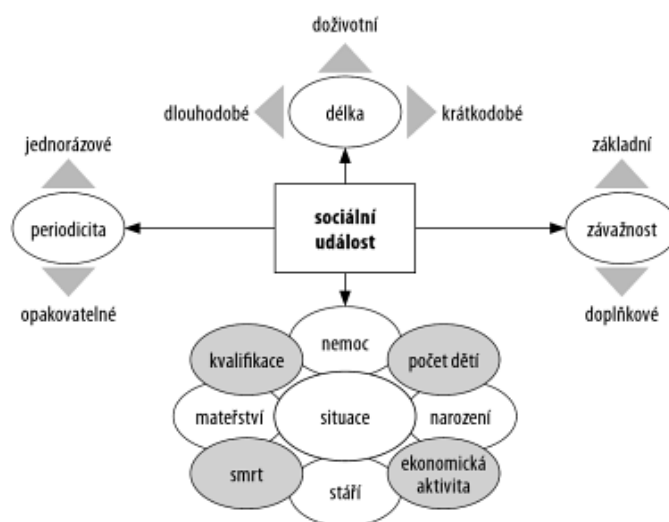 doživotní
dlouhodobé
délka
krátkodobé
jednorázové
základní
periodicita
sociální
událost
závažnost
opakovatelné
doplňkové
nemoc
kvalifikace
počet dětí
mateřství
situace
narození
smrt
ekonomická
aktivita
stáří